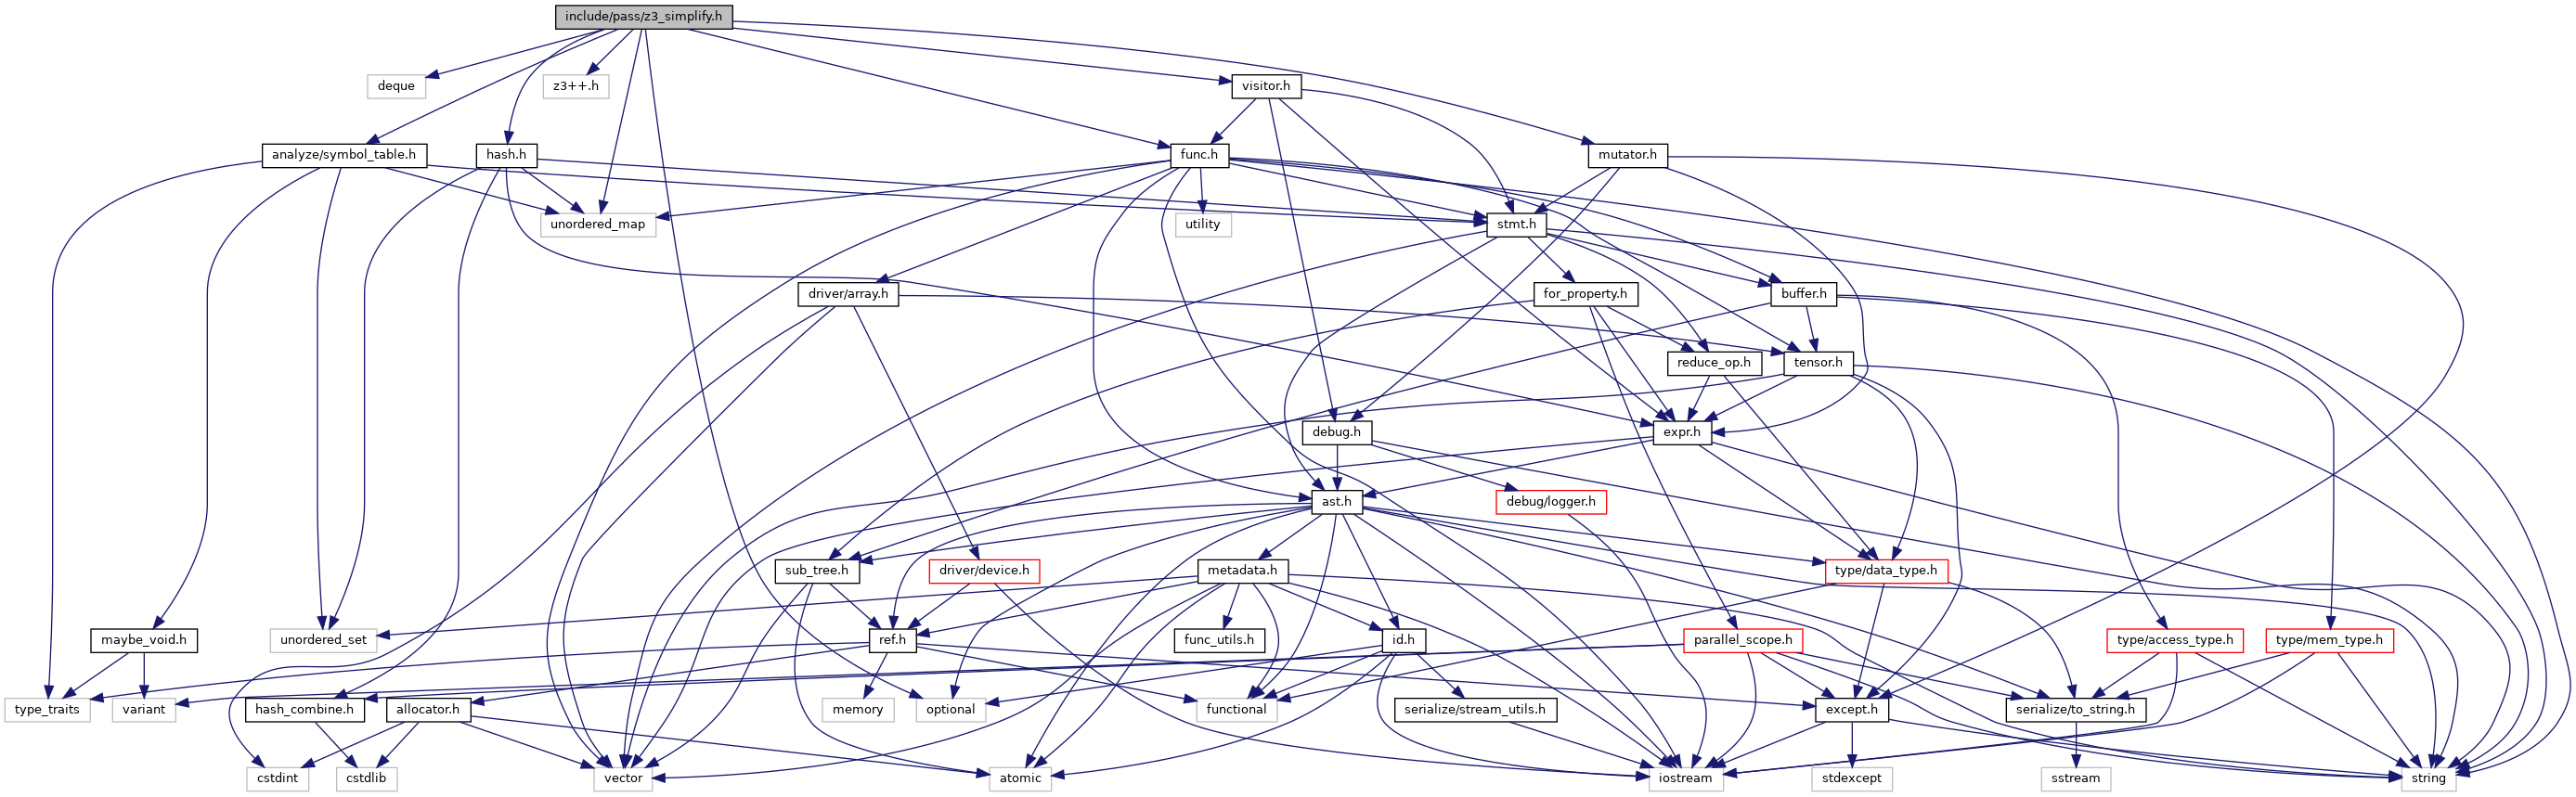 include/pass/z3_simplify.h
deque
z3++.h
visitor.h
analyze/symbol_table.h
hash.h
func.h
mutator.h
unordered_map
utility
stmt.h
driver/array.h
for_property.h
buffer.h
reduce_op.h
tensor.h
debug.h
expr.h
ast.h
debug/logger.h
sub_tree.h
driver/device.h
metadata.h
type/data_type.h
maybe_void.h
unordered_set
ref.h
func_utils.h
id.h
parallel_scope.h
type/access_type.h
type/mem_type.h
type_traits
variant
hash_combine.h
allocator.h
memory
optional
functional
serialize/stream_utils.h
except.h
serialize/to_string.h
cstdint
cstdlib
vector
atomic
iostream
stdexcept
sstream
string